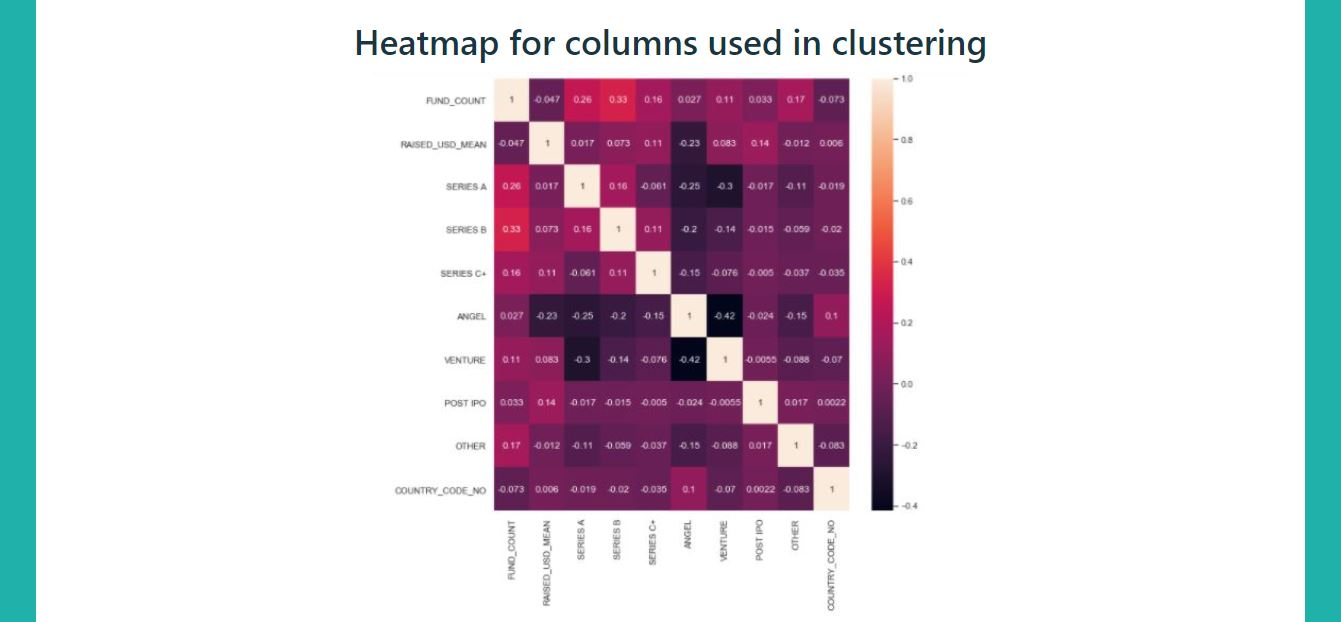 Heatmap for columns used in clustering
FUND_COUNT 1 -0.047 0.26 0.33 0.16 0.027 0.11 0.033 0.17 -0.073
RAISED_USD_MEAN -0.047 1 0.017 0.073 0.11 -0.23 0.083 0.14 -0.012 0.006
SERIES A 0.26 0.017 1 0.16 -0.061 -0.25 -0.3 -0.017 -0.11 -0.019
SERIES B 0.33 0.073 0.16 1 0.11 -0.2 -0.14 -0.015 -0.059 -0.02
SERIES C+ 0.16 0.11 -0.061 0.11 1 -0.15 -0.076 -0.005 -0.037 -0.035
ANGEL 0.027 -0.23 -0.25 -0.2 -0.15 1 -0.42 -0.024 -0.15 0.1
VENTURE 0.11 0.083 -0.3 -0.14 -0.076 -0.42 1 -0.0055 -0.088 -0.07
POST IPO 0.033 0.14 -0.017 -0.015 -0.005 -0.024 -0.0055 1 0.017 0.0022
OTHER 0.17 -0.012 -0.11 -0.059 -0.037 -0.15 -0.088 0.017 1 -0.083
COUNTRY_CODE_NO -0.073 0.006 -0.019 -0.02 -0.035 0.1 -0.07 0.0022 -0.083 1
FUND_COUNT
RAISED_USD_MEAN
SERIES A
SERIES B
SERIES C+
ANGEL
VENTURE
POST IPO
OTHER
COUNTRY_CODE_NO
1.0
0.8
0.6
0.4
0.2
0.0
-0.2
-0.4